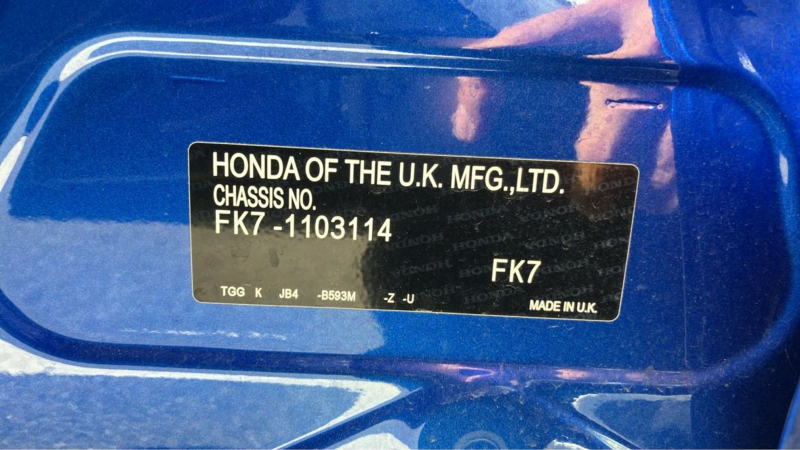 HONDA OF THE U.K. MFG.,LTD.
CHASSIS NO.
FK7 -1103114
FK7
TGG K JB4 -B593M -Z -U
MADE IN U.K.